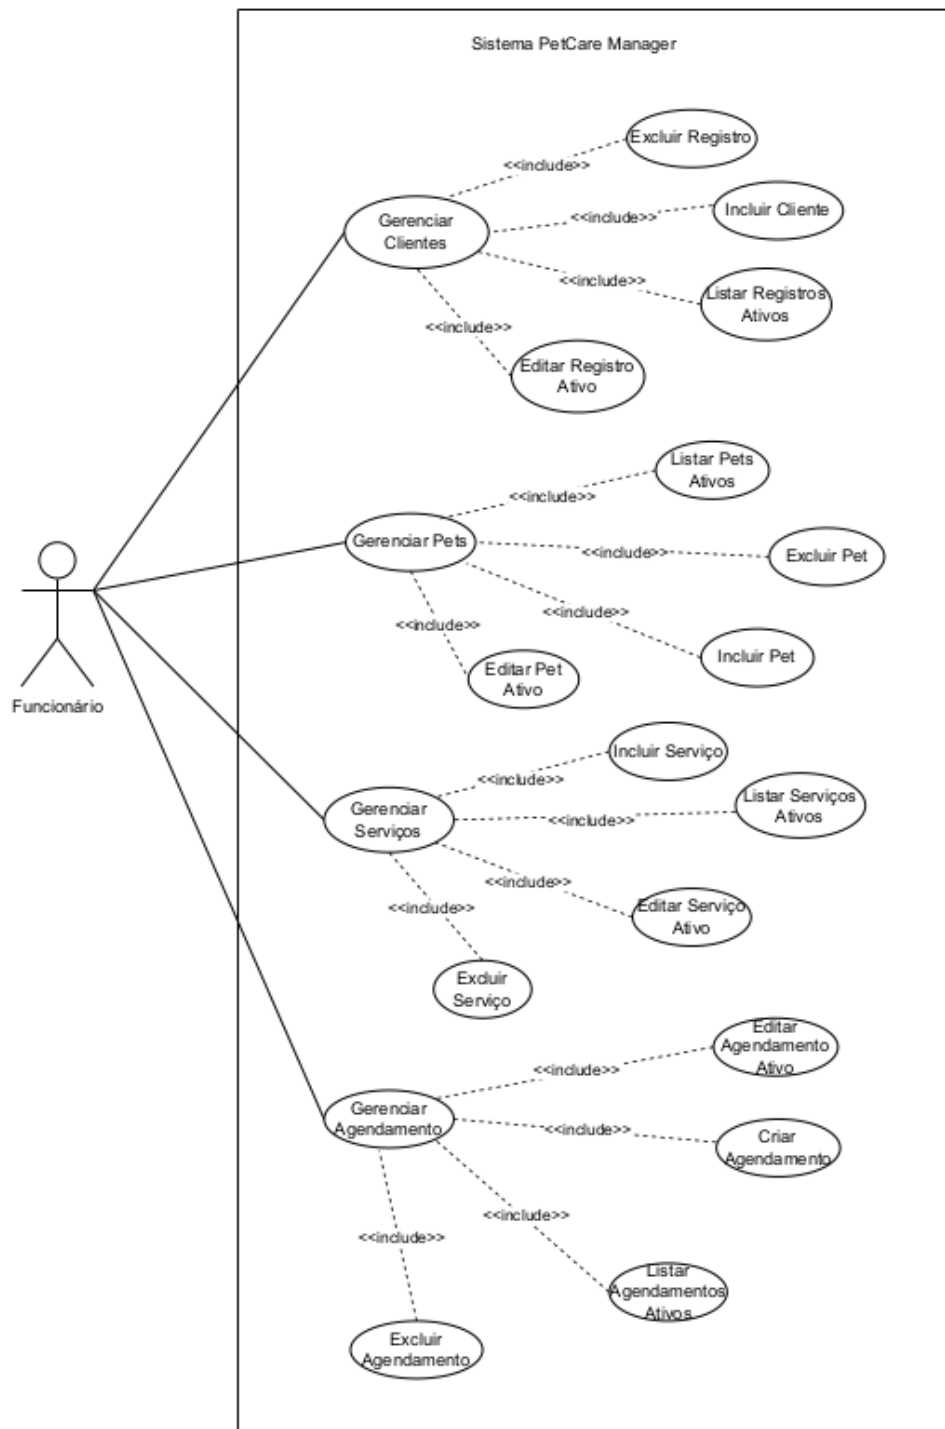 Sistema PetCare Manager
Excluir Registro
<<include>>
Incluir Cliente
<<include>>
Gerenciar
Clientes
<<include>>
Listar Registros
Ativos
<<include>>
Editar Registro
Ativo
Listar Pets
Ativos
<<include>>
Gerenciar Pets
<<include>>
Excluir Pet
<<include>>
<<include>>
Incluir Pet
Editar Pet
Ativo
Funcionário
Incluir Serviço
<<include>>
Gerenciar
Serviços
<<include>>
Listar Serviços
Ativos
<<include>>
<<include>>
Editar Serviço
Ativo
Excluir
Serviço
Editar
Agendamento
Ativo
<<include>>
Gerenciar
Agendamento
<<include>>
Criar
Agendamento
<<include>>
<<include>>
Listar
Agendamentos
Ativos
Excluir
Agendamento